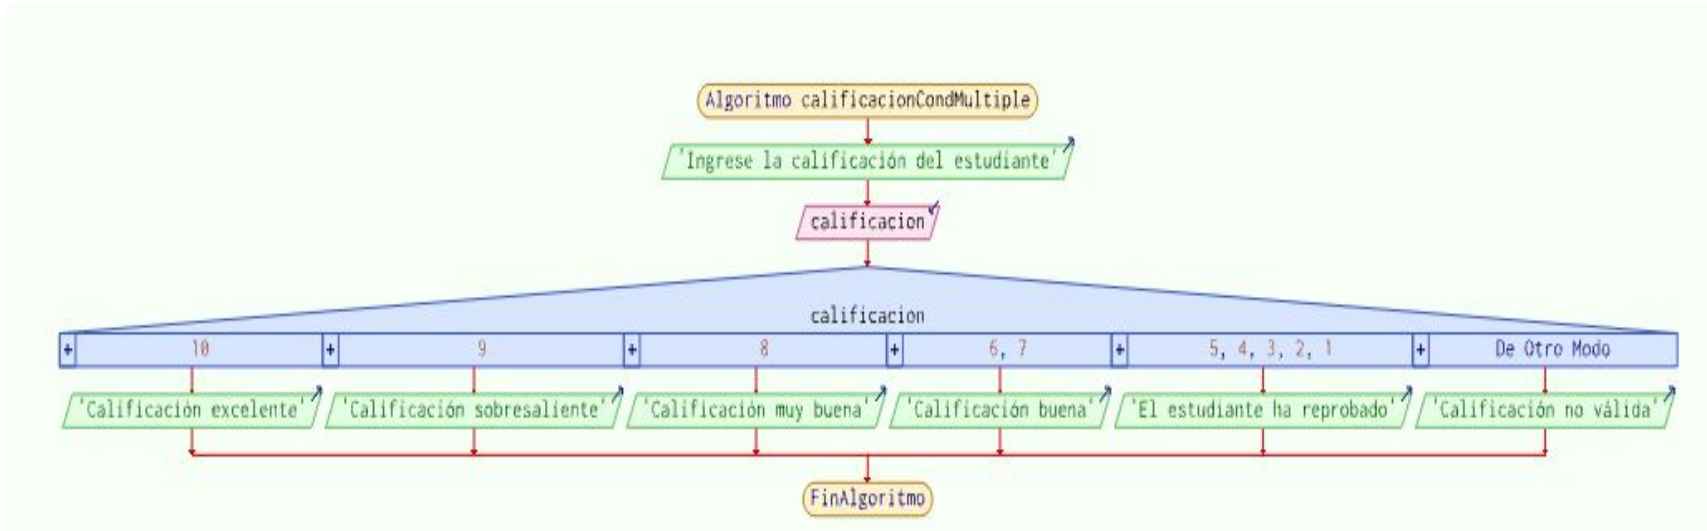 Algoritmo calificacionCondMultiple
'Ingrese la calificación del estudiante'
calificacion
calificacion
+ 10 + 9 + 8 + 6, 7 + 5, 4, 3, 2, 1 + De Otro Modo
'Calificación excelente' 'Calificación sobresaliente' 'Calificación muy buena' 'Calificación buena' 'El estudiante ha reprobado' 'Calificación no válida'
FinAlgoritmo